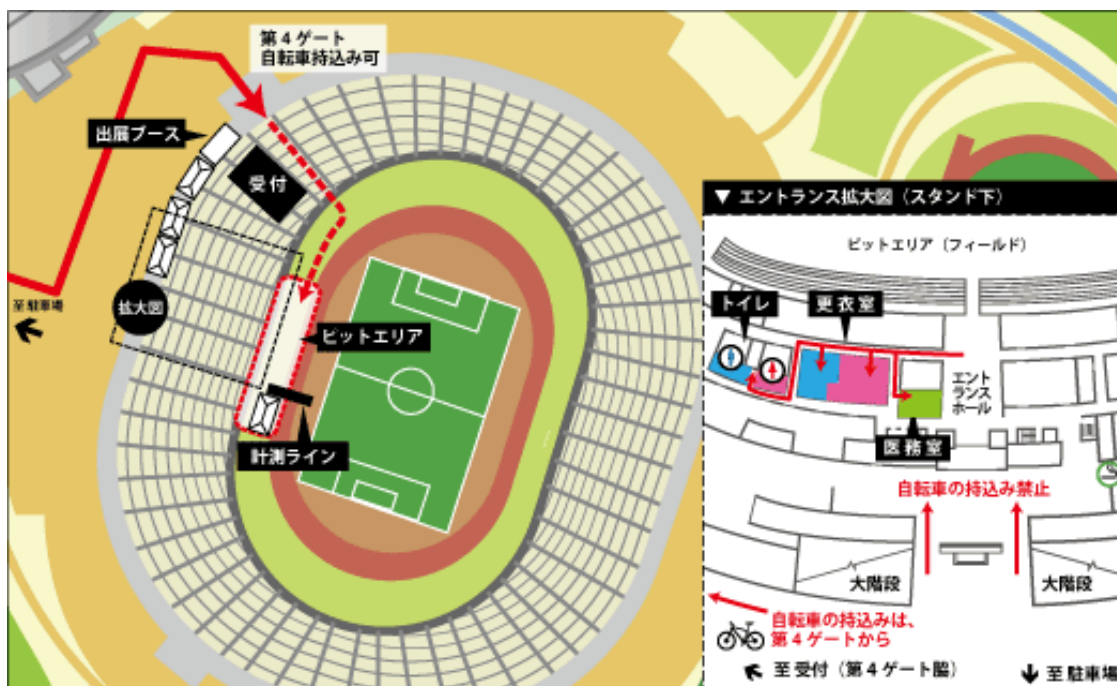 第4ゲート
自転車持込み可
出展ブース
受付
至駐車場
拡大図
ピットエリア
計測ライン
▼ エントランス拡大図（スタンド下）
ピットエリア（フィールド）
トイレ
更衣室
エント
ランス
ホール
医務室
自転車の持込み禁止
大階段
大階段
自転車の持込みは、
第4ゲートから
至受付（第4ゲート脇）
至駐車場